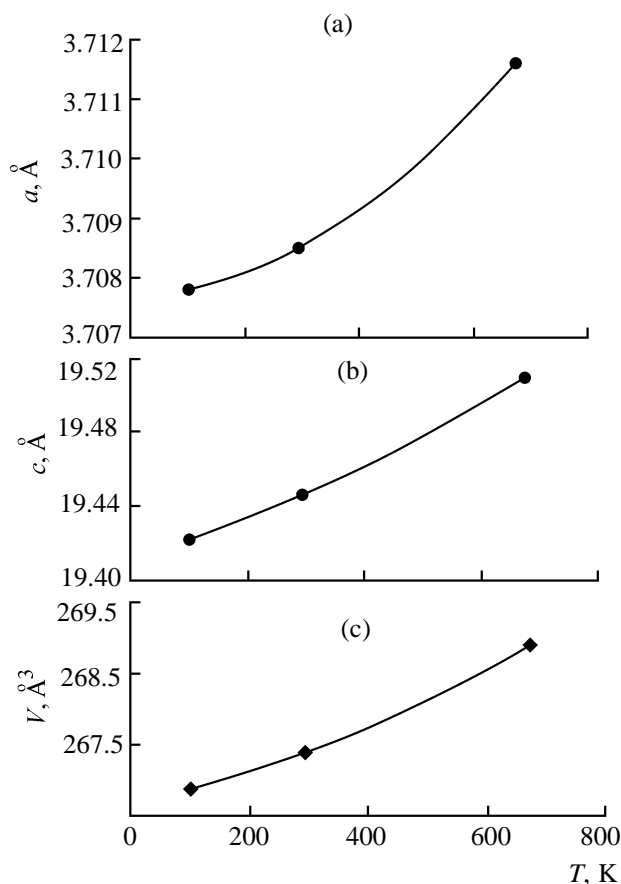 (a)
3.712
3.711
3.710
3.709
3.708
3.707
a, Å
(b)
19.52
19.48
19.44
19.40
c, Å
(c)
269.5
268.5
267.5
V, Å3
0 200 400 600 800
T, K